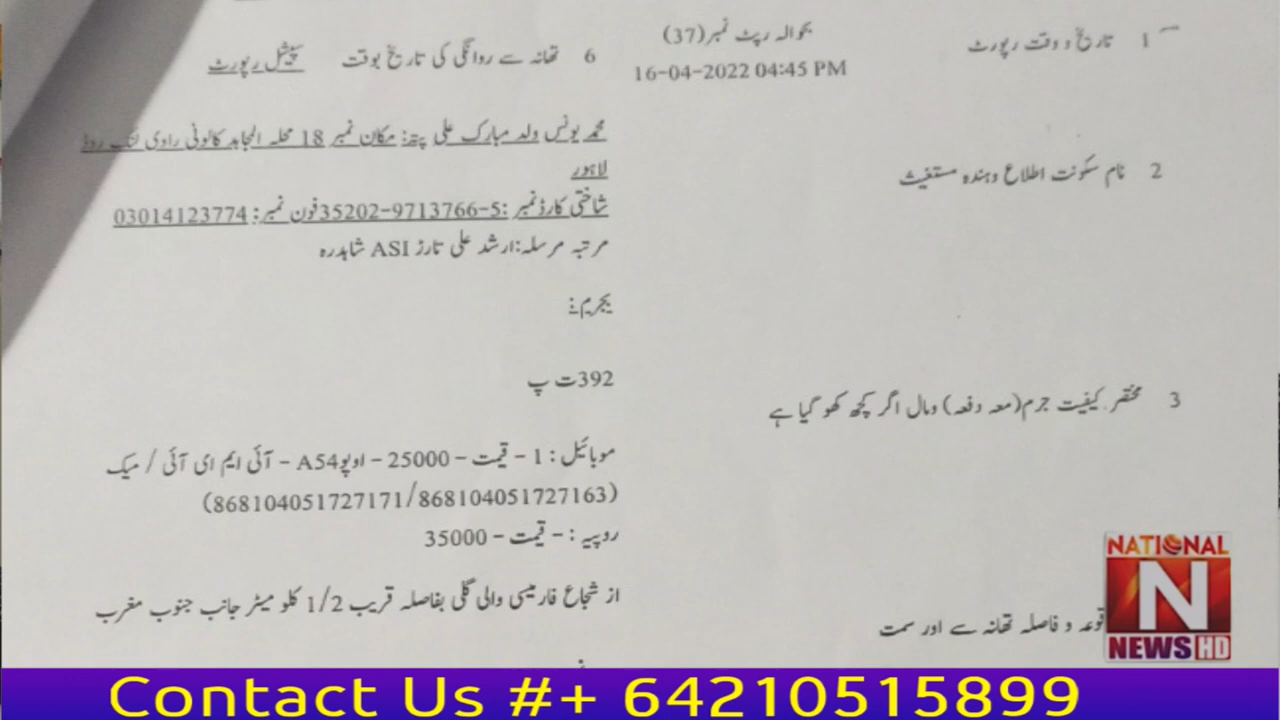 1 تاریخ و وقت رپورٹ
بحوالہ رپٹ نمبر(37)
16-04-2022 04:45 PM
6 تھانہ سے روانگی کی تاریخ بوقت سپیشل رپورٹ
2 نام سکونت اطلاع دہندہ مستغیث
محمد یونس ولد مبارک علی پتہ: مکان نمبر 18 محلہ المجاہد کالونی راوی لنک روڈ
لاہور
شناختی کارڈ نمبر :5-9713766-35202 فون نمبر : 03014123774
مرتبہ مرسلہ:ارشد علی تارڑ ASI شاہدرہ
بجرم:
3 مختصر کیفیت جرم(معہ دفعہ) ومال اگر کچھ کھو گیا ہے
392ت پ
موبائیل : 1 - قیمت - 25000 - اوپوA54 - آئی ایم ای آئی / میک
(868104051727171/868104051727163)
روپیہ : - قیمت - 35000
قوعہ و فاصلہ تھانہ سے اور سمت
از شجاع فارمیسی والی گلی بفاصلہ قریب 1/2 کلو میٹر جانب جنوب مغرب
NATIONAL
N
NEWS HD
Contact Us #+ 64210515899